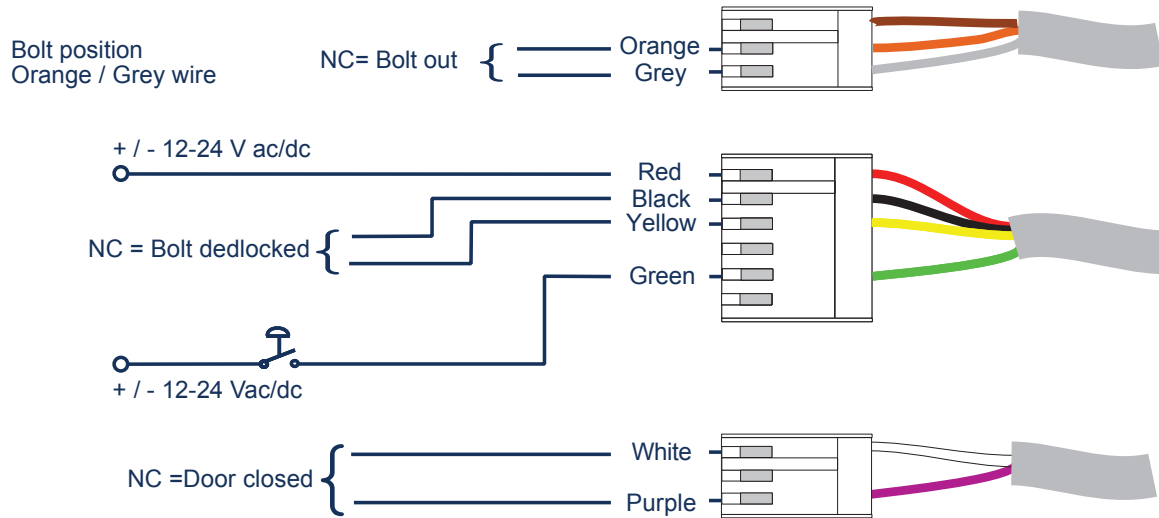 Bolt position
Orange / Grey wire
NC= Bolt out
Orange
Grey
+ / - 12-24 V ac/dc
Red
Black
Yellow
NC = Bolt dedlocked
Green
+ / - 12-24 Vac/dc
White
NC =Door closed
Purple